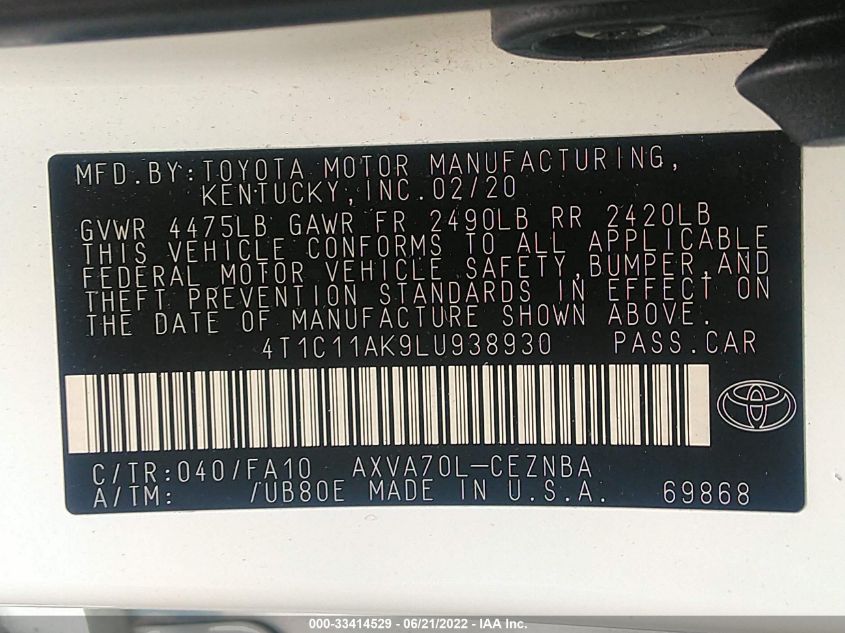 MFD.BY:TOYOTA MOTOR MANUFACTURING,
KENTUCKY,INC.02/20
GVWR 4475LB GAWR FR 2490LB RR 2420LB
THIS VEHICLE CONFORMS TO ALL APPLICABLE
FEDERAL MOTOR VEHICLE SAFETY,BUMPER,AND
THEFT PREVENTION STANDARDS IN EFFECT ON
THE DATE OF MANUFACTURE SHOWN ABOVE.
4T1C11AK9LU938930 PASS.CAR
C/TR:040/FA10 AXVA70L-CEZNBA
A/TM: /UB80E MADE IN U.S.A. 69868
000-33414529 - 06/21/2022 - IAA Inc.